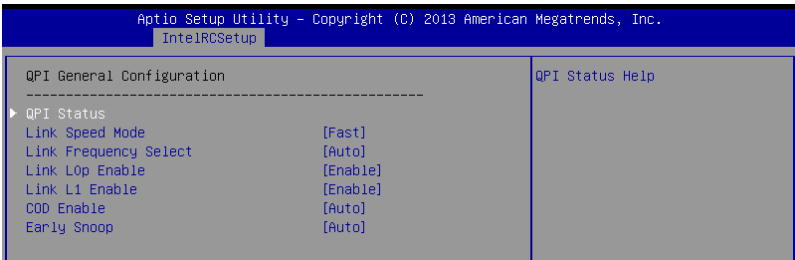 Aptio Setup Utility – Copyright (C) 2013 American Megatrends, Inc.
IntelRCSetup
QPI General Configuration
QPI Status Help
--------------------------------------------------
QPI Status
Link Speed Mode [Fast]
Link Frequency Select [Auto]
Link L0p Enable [Enable]
Link L1 Enable [Enable]
COD Enable [Auto]
Early Snoop [Auto]